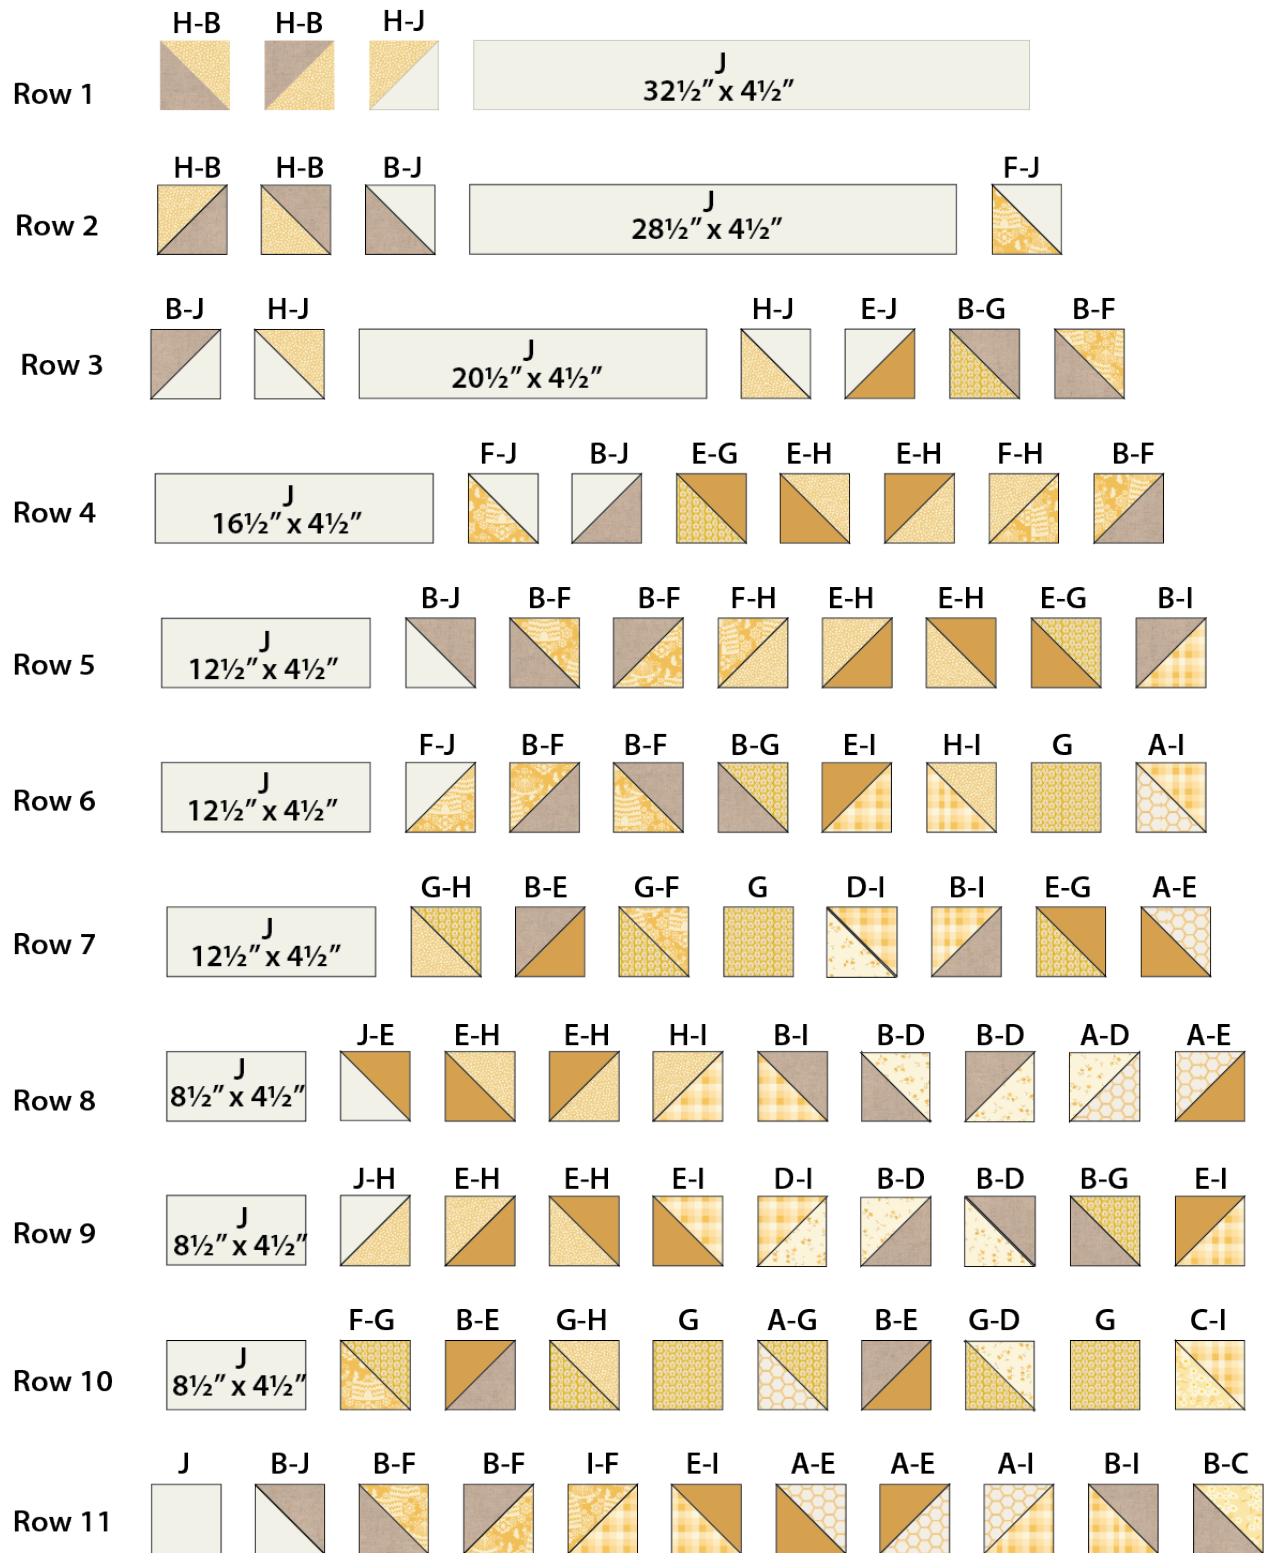 H-B H-B H-J
Row 1 J
32½” x 4½”
H-B H-B B-J F-J
Row 2 J
28½” x 4½”
B-J H-J H-J E-J B-G B-F
Row 3 J
20½” x 4½”
F-J B-J E-G E-H E-H F-H B-F
Row 4 J
16½” x 4½”
B-J B-F B-F F-H E-H E-H E-G B-I
Row 5 J
12½” x 4½”
F-J B-F B-F B-G E-I H-I G A-I
Row 6 J
12½” x 4½”
G-H B-E G-F G D-I B-I E-G A-E
Row 7 J
12½” x 4½”
J-E E-H E-H H-I B-I B-D B-D A-D A-E
Row 8 J
8½” x 4½”
J-H E-H E-H E-I D-I B-D B-D B-G E-I
Row 9 J
8½” x 4½”
F-G B-E G-H G A-G B-E G-D G C-I
Row 10 J
8½” x 4½”
J B-J B-F B-F I-F E-I A-E A-E A-I B-I B-C
Row 11